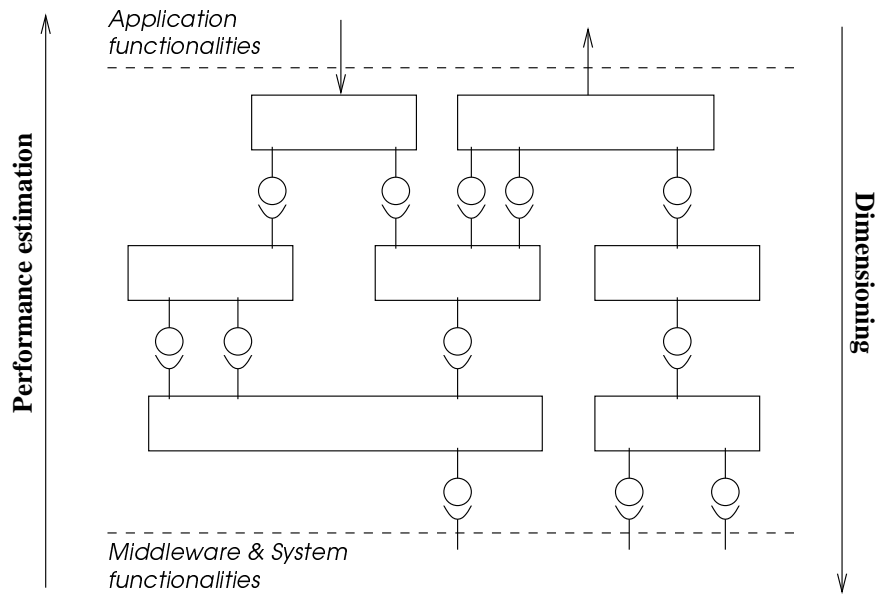 Application
functionalities
Performance estimation
Dimensioning
Middleware & System
functionalities